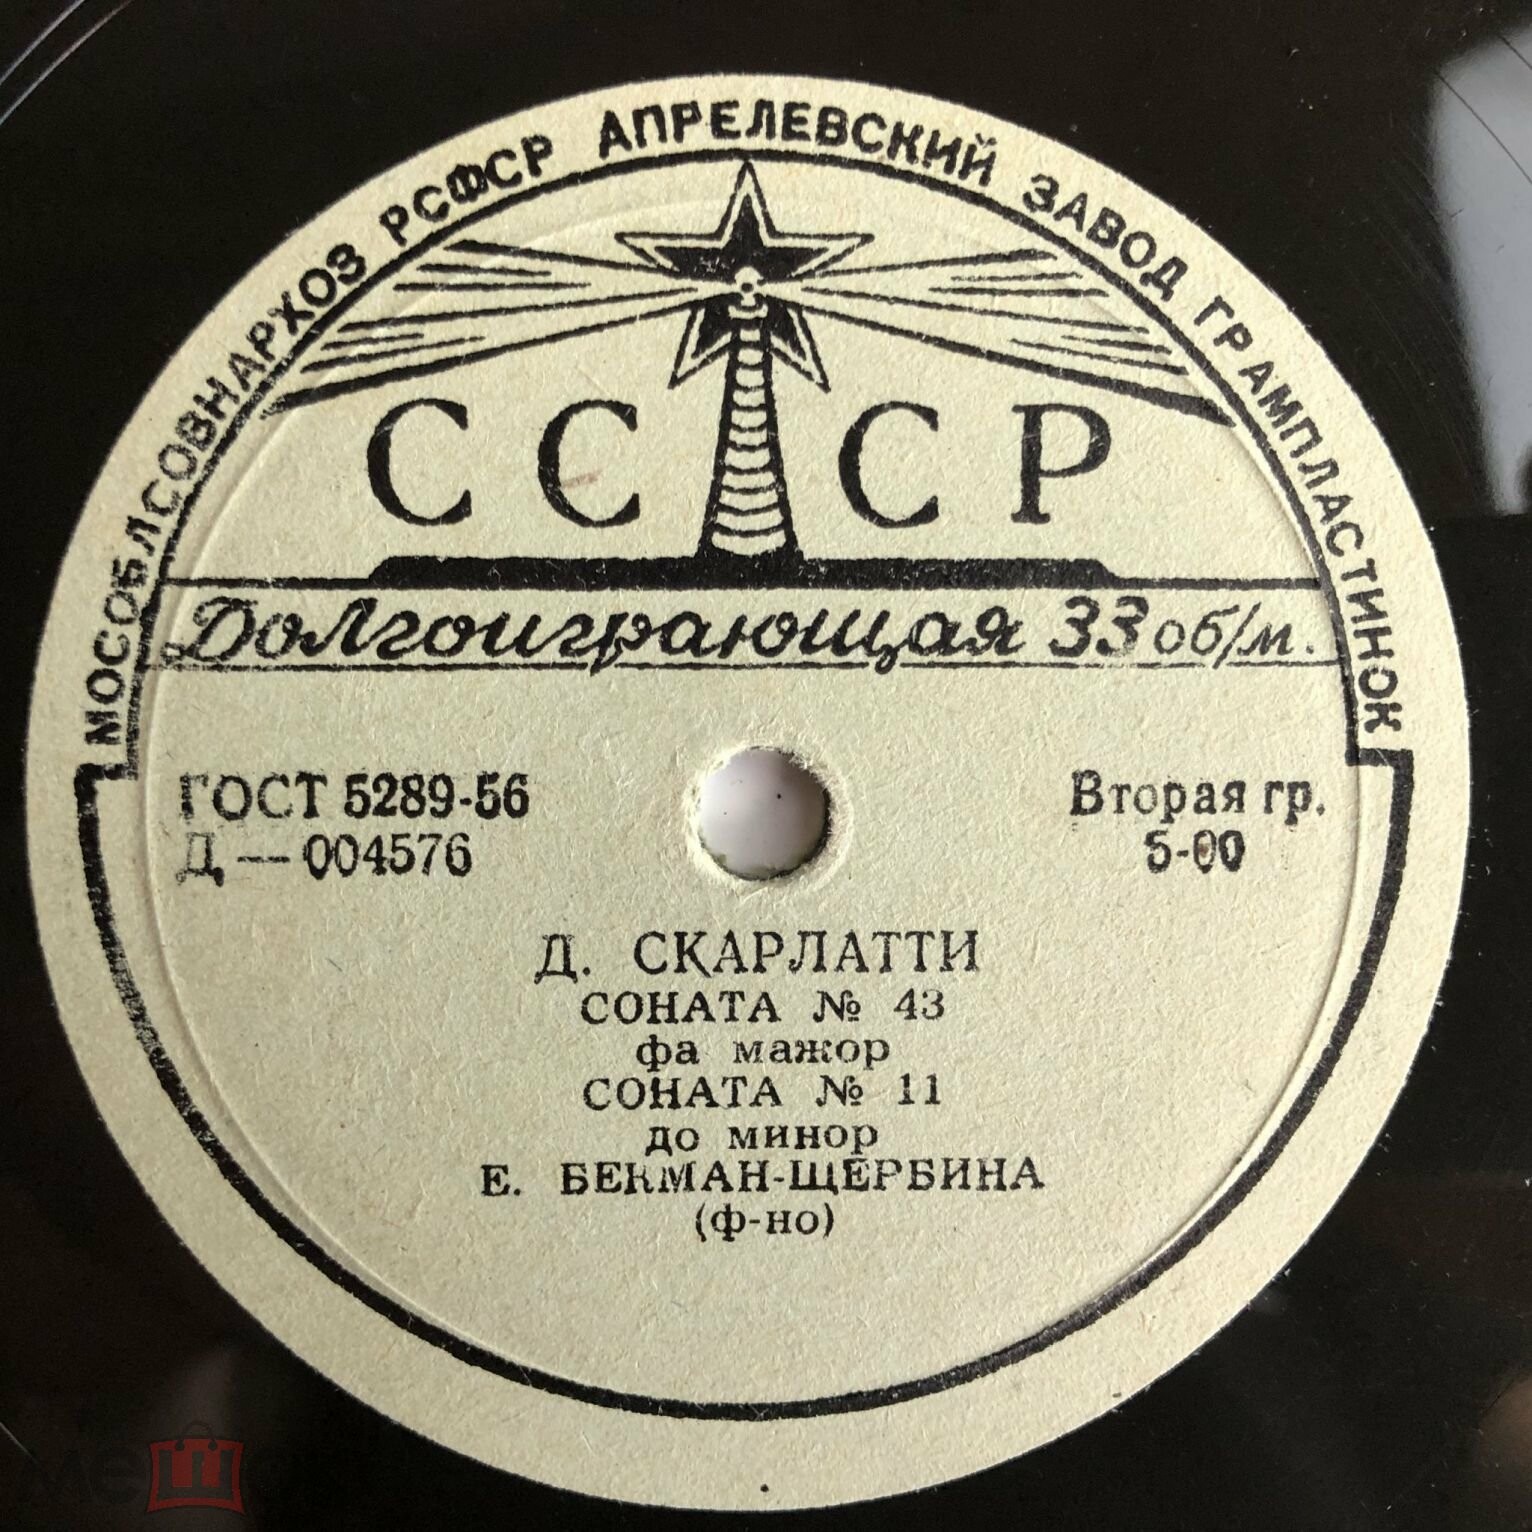 МОСОБЛСОВНАРХОЗ РСФСР АПРЕЛЕВСКИЙ ЗАВОД ГРАМПЛАСТИНОК
СССР
Долгоиграющая 33 об/м.
ГОСТ 5289-56
Д — 004576
Вторая гр.
5-00
Д. СКАРЛАТТИ
СОНАТА № 43
фа мажор
СОНАТА № 11
до минор
Е. БЕКМАН-ЩЕРБИНА
(ф-но)